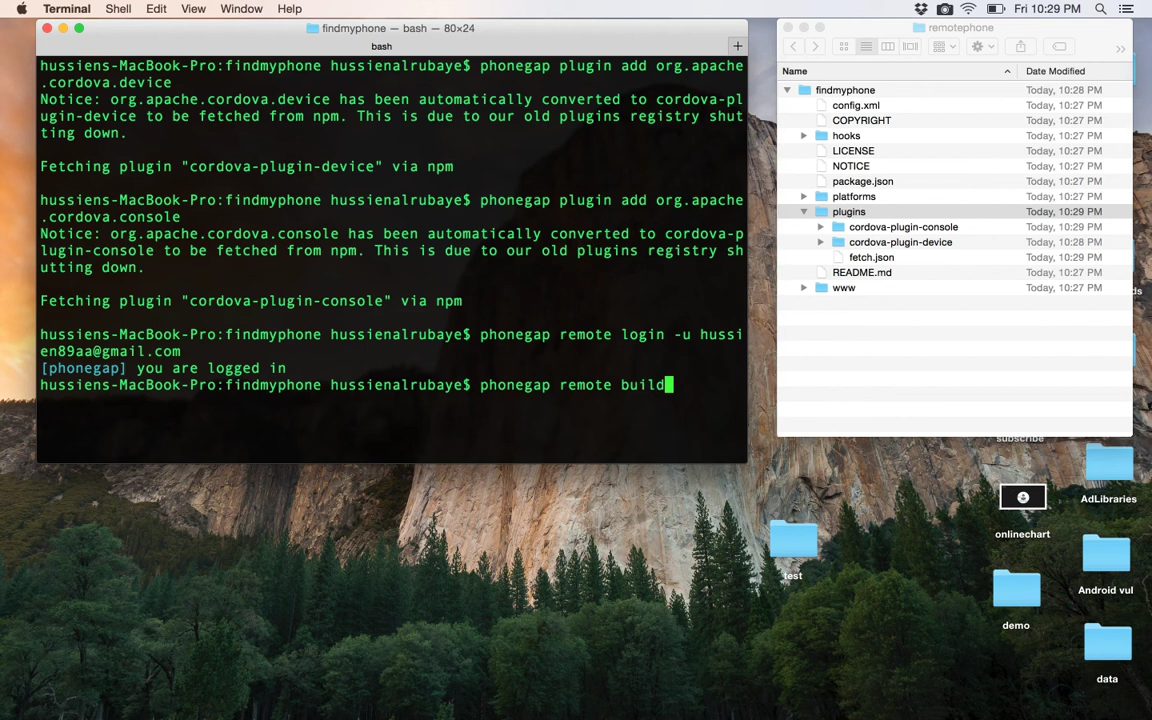 Terminal Shell Edit View Window Help Fri 10:29 PM
findmyphone — bash — 80×24
bash
hussiens-MacBook-Pro:findmyphone hussienalrubaye$ phonegap plugin add org.apache
.cordova.device
Notice: org.apache.cordova.device has been automatically converted to cordova-pl
ugin-device to be fetched from npm. This is due to our old plugins registry shut
ting down.
Fetching plugin "cordova-plugin-device" via npm
hussiens-MacBook-Pro:findmyphone hussienalrubaye$ phonegap plugin add org.apache
.cordova.console
Notice: org.apache.cordova.console has been automatically converted to cordova-p
lugin-console to be fetched from npm. This is due to our old plugins registry sh
utting down.
Fetching plugin "cordova-plugin-console" via npm
hussiens-MacBook-Pro:findmyphone hussienalrubaye$ phonegap remote login -u hussi
en89aa@gmail.com
[phonegap] you are logged in
hussiens-MacBook-Pro:findmyphone hussienalrubaye$ phonegap remote build
remotephone
Name Date Modified
findmyphone Today, 10:28 PM
config.xml Today, 10:27 PM
COPYRIGHT Today, 10:27 PM
hooks Today, 10:27 PM
LICENSE Today, 10:27 PM
NOTICE Today, 10:27 PM
package.json Today, 10:27 PM
platforms Today, 10:27 PM
plugins Today, 10:29 PM
cordova-plugin-console Today, 10:29 PM
cordova-plugin-device Today, 10:28 PM
fetch.json Today, 10:29 PM
README.md Today, 10:27 PM
www Today, 10:27 PM
ds
subscribe
AdLibraries
onlinechart
test
Android vul
demo
data